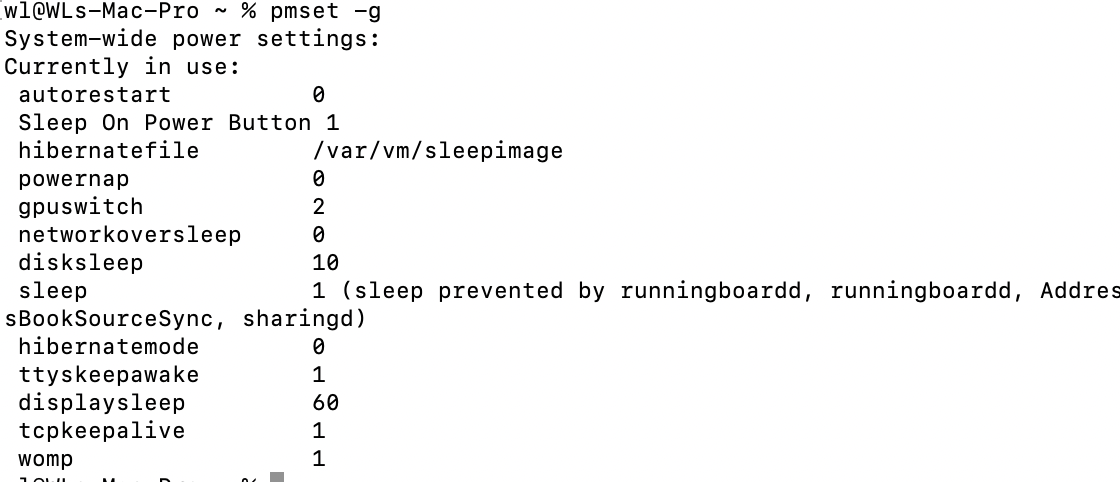 wl@WLs-Mac-Pro ~ % pmset -g
System-wide power settings:
Currently in use:
 autorestart          0
 Sleep On Power Button 1
 hibernatefile        /var/vm/sleepimage
 powernap             0
 gpuswitch            2
 networkoversleep     0
 disksleep            10
 sleep                1 (sleep prevented by runningboardd, runningboardd, Addres
sBookSourceSync, sharingd)
 hibernatemode        0
 ttyskeepawake        1
 displaysleep         60
 tcpkeepalive         1
 womp                 1